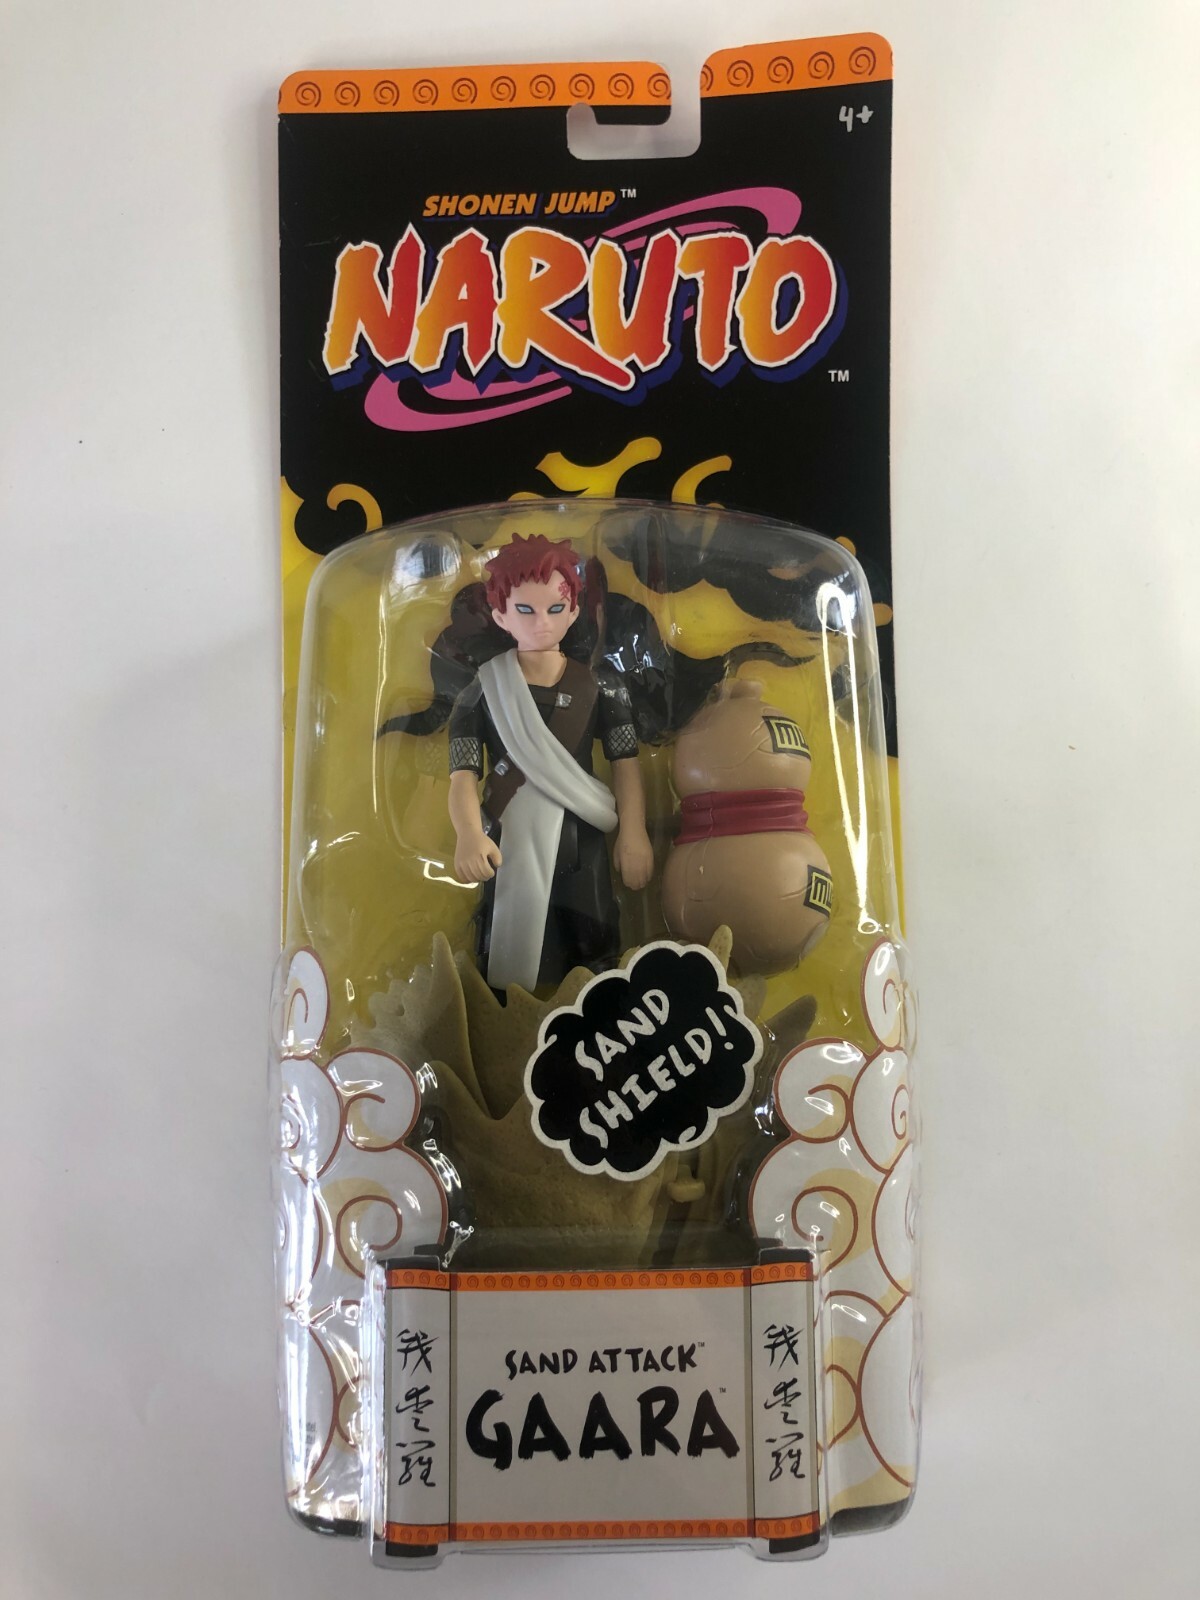 4+
SHONEN JUMP™
NARUTO
™
SAND
SHIELD!
SAND ATTACK™
GAARA™
我
愛
羅
我
愛
羅